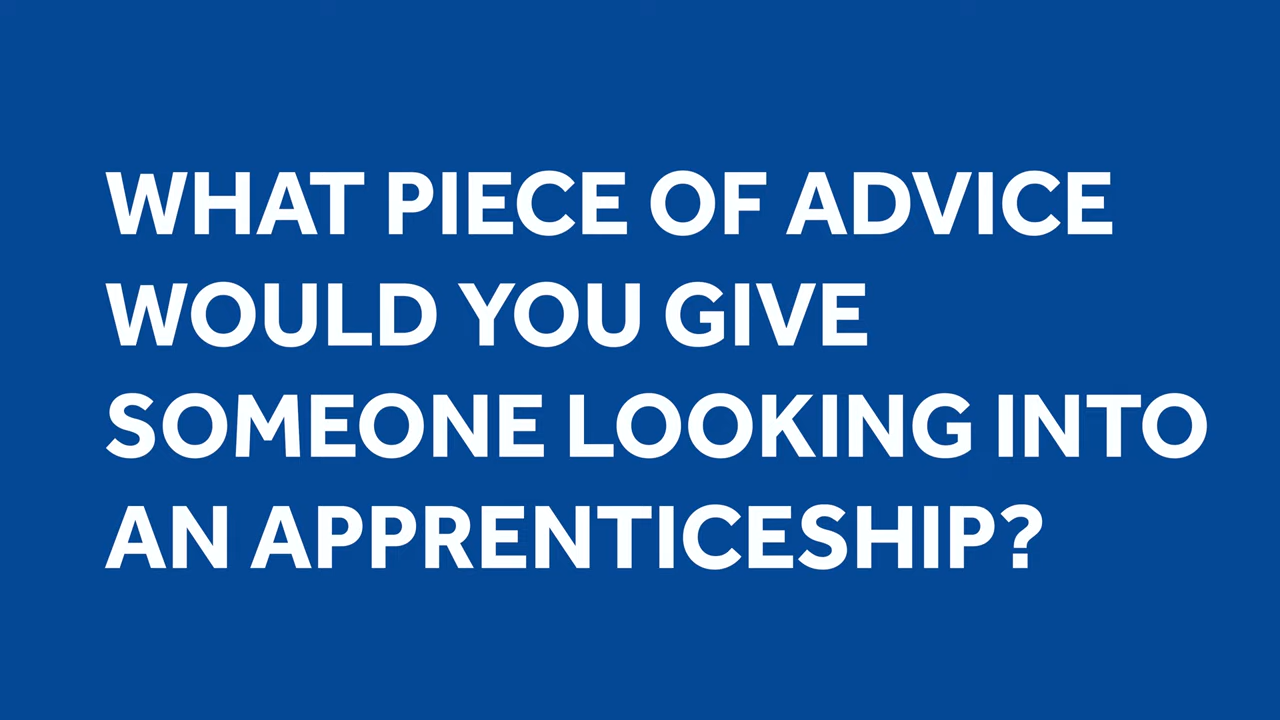 WHAT PIECE OF ADVICE
WOULD YOU GIVE
SOMEONE LOOKING INTO
AN APPRENTICESHIP?